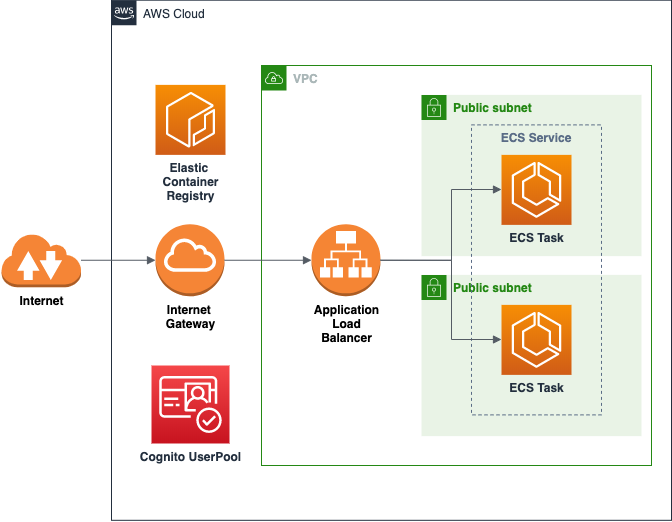 aws
AWS Cloud
VPC
Public subnet
ECS Service
ECS Task
Elastic
Container
Registry
Internet
Internet
Gateway
Application
Load
Balancer
Public subnet
ECS Task
Cognito UserPool